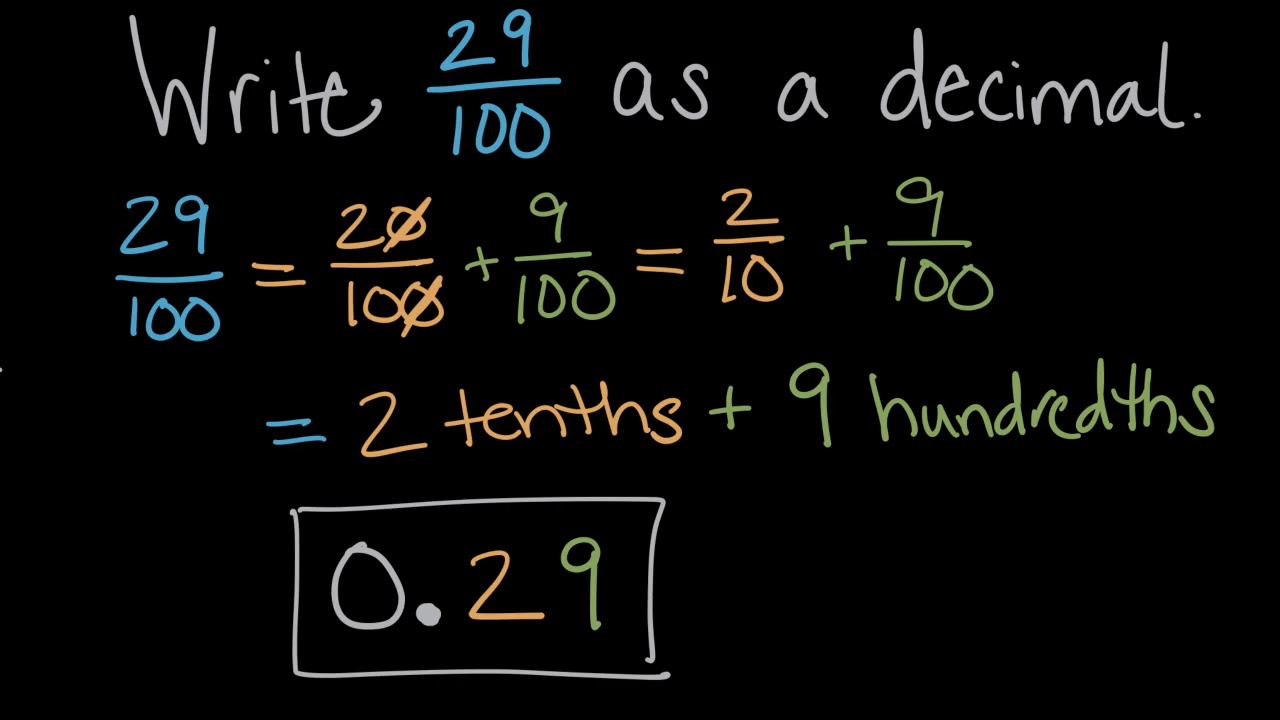 Write 29/100 as a decimal.
29/100 = 20/100 + 9/100 = 2/10 + 9/100
= 2 tenths + 9 hundredths
0.29